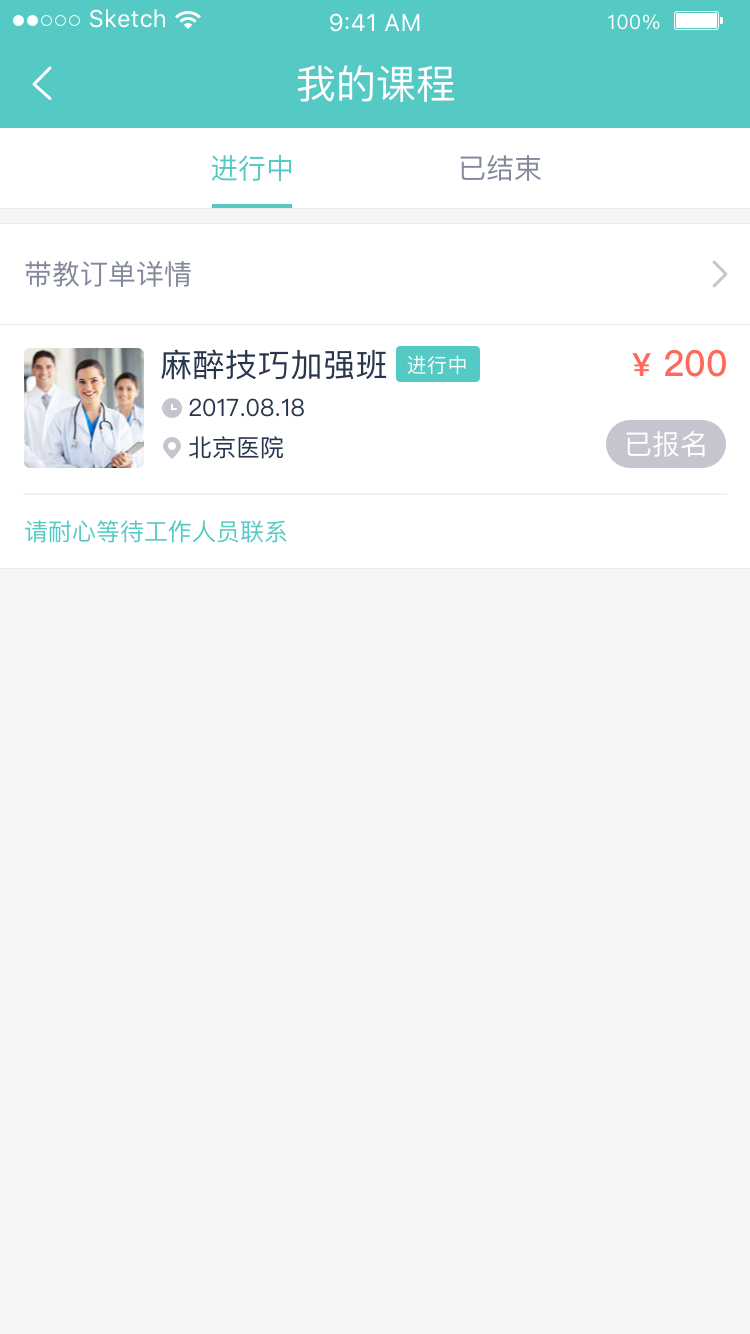 Sketch 9:41 AM 100%
我的课程
进行中 已结束
带教订单详情
麻醉技巧加强班 进行中 ¥ 200
2017.08.18
北京医院 已报名
请耐心等待工作人员联系